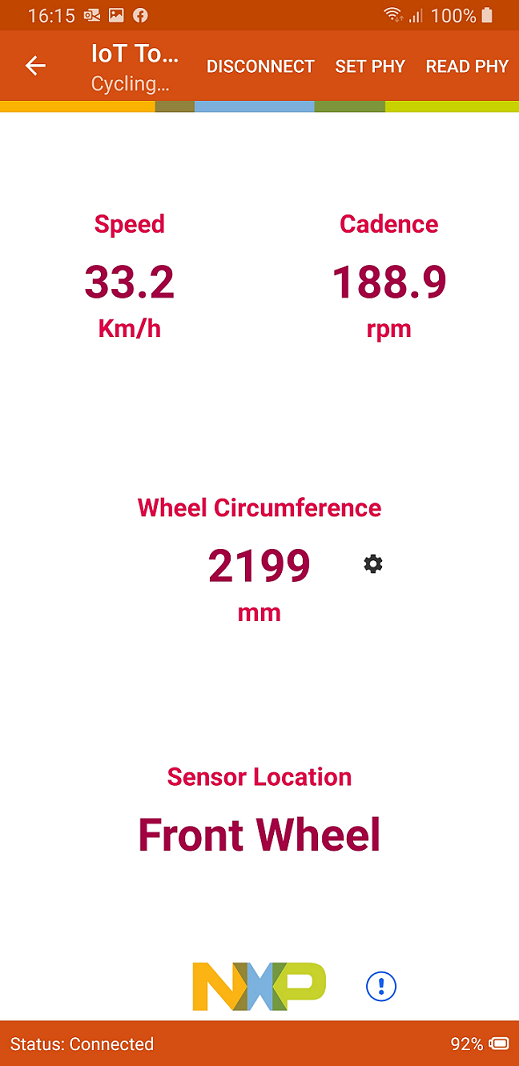 16:15 100%
IoT To...
Cycling...
DISCONNECT SET PHY READ PHY
Speed Cadence
33.2 188.9
Km/h rpm
Wheel Circumference
2199
mm
Sensor Location
Front Wheel
NXP
Status: Connected 92%